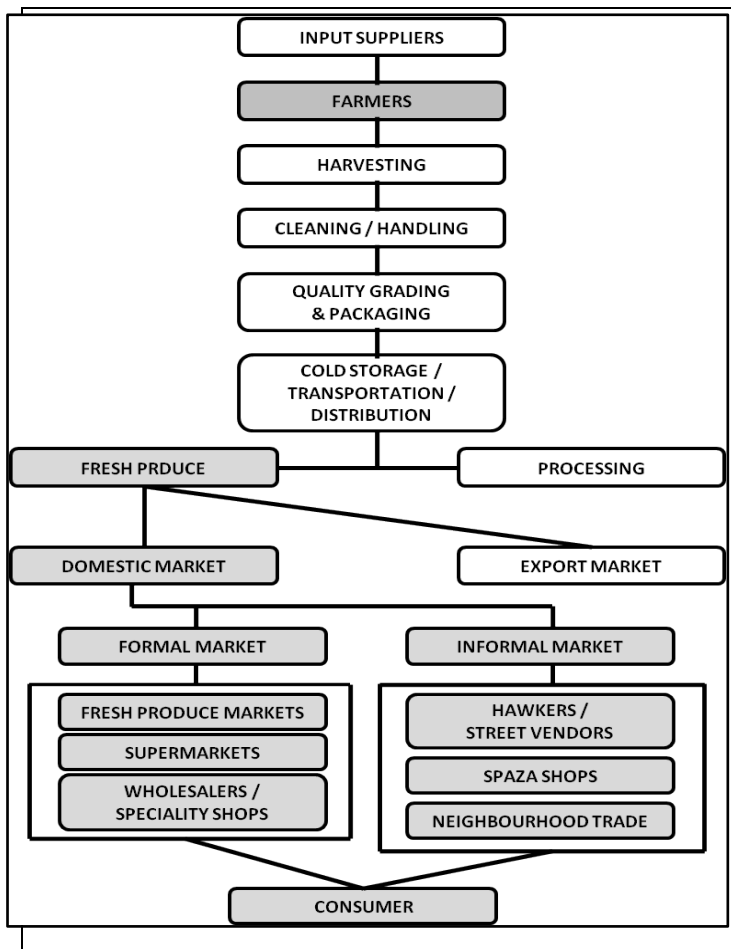 INPUT SUPPLIERS
FARMERS
HARVESTING
CLEANING / HANDLING
QUALITY GRADING
& PACKAGING
COLD STORAGE /
TRANSPORTATION /
DISTRIBUTION
FRESH PRDUCE
PROCESSING
DOMESTIC MARKET
EXPORT MARKET
FORMAL MARKET
INFORMAL MARKET
FRESH PRODUCE MARKETS
SUPERMARKETS
WHOLESALERS /
SPECIALITY SHOPS
HAWKERS /
STREET VENDORS
SPAZA SHOPS
NEIGHBOURHOOD TRADE
CONSUMER